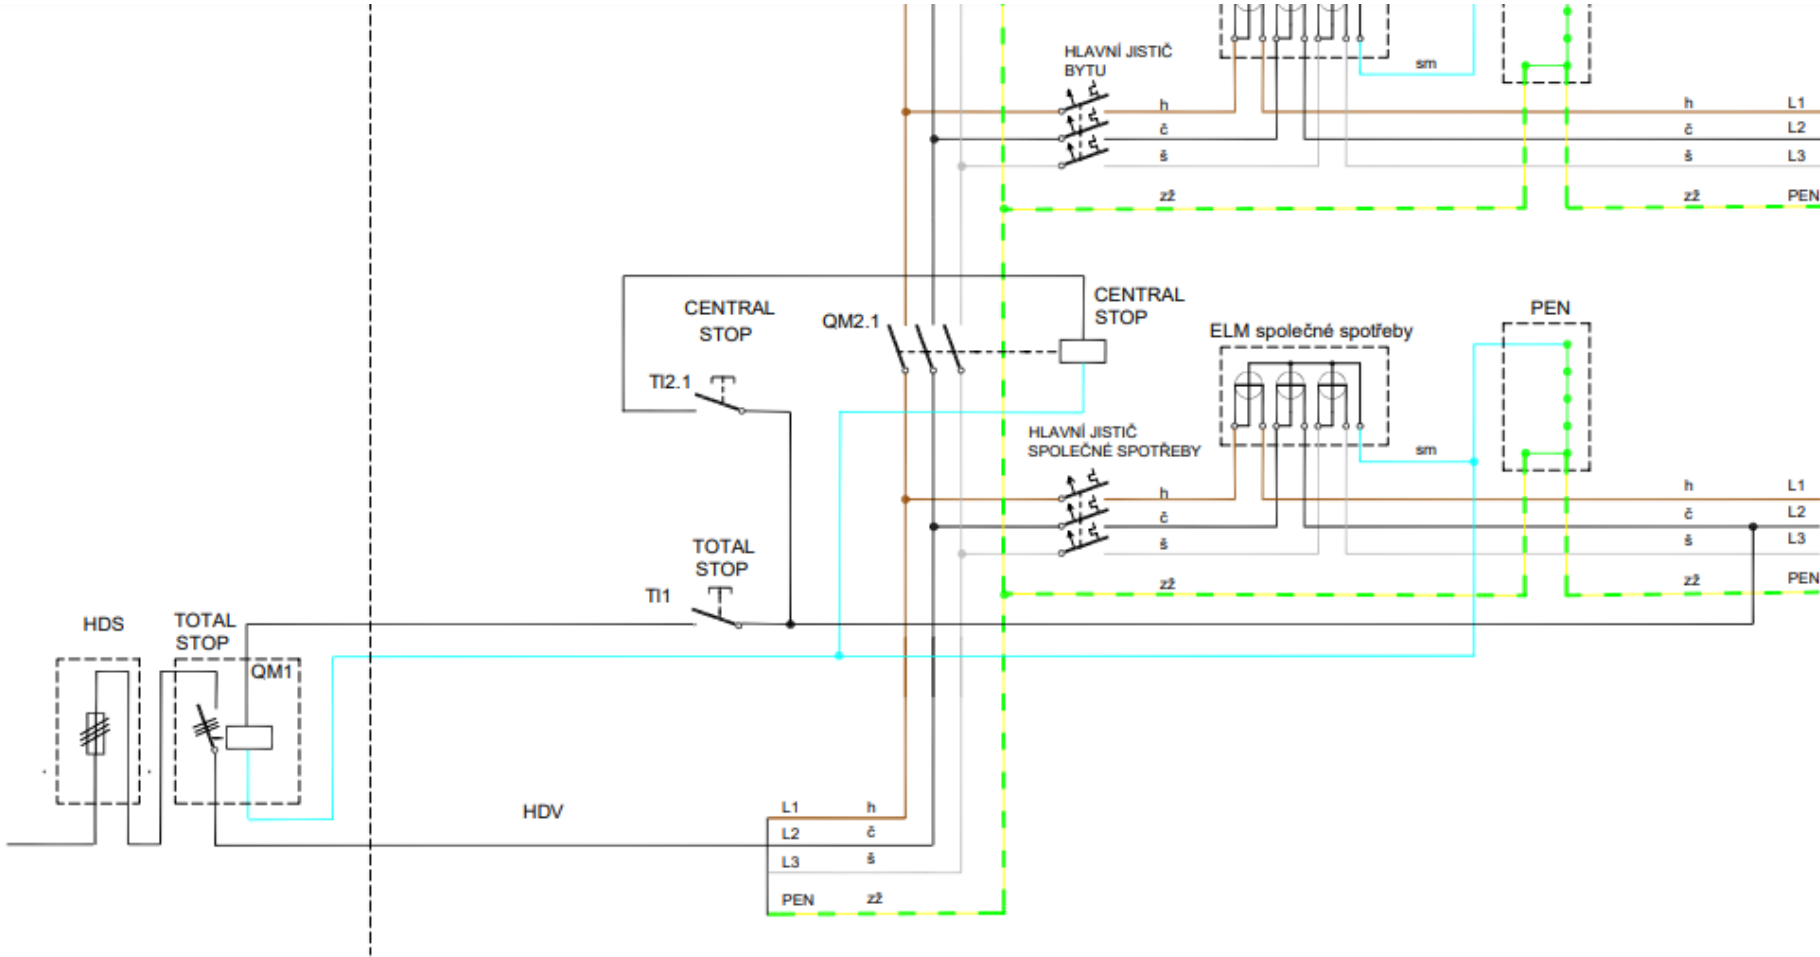 HLAVNÍ JISTIČ
BYTU
sm
h
č
š
zž
h
č
š
zž
L1
L2
L3
PEN
CENTRAL
STOP
TI2.1
QM2.1
CENTRAL
STOP
ELM společné spotřeby
PEN
HLAVNÍ JISTIČ
SPOLEČNÉ SPOTŘEBY
sm
h
č
š
zž
h
č
š
zž
L1
L2
L3
PEN
TOTAL
STOP
TI1
HDS
TOTAL
STOP
QM1
HDV
L1 h
L2 č
L3 š
PEN zž